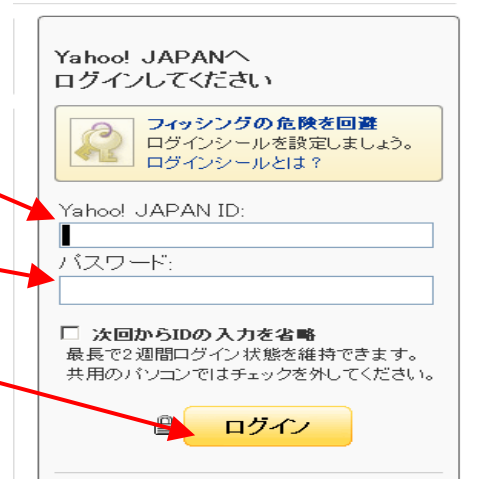 Yahoo! JAPANへ
ログインしてください
フィッシングの危険を回避
ログインシールを設定しましょう。
ログインシールとは？
Yahoo! JAPAN ID:
パスワード:
次回からIDの入力を省略
最長で2週間ログイン状態を維持できます。
共用のパソコンではチェックを外してください。
ログイン